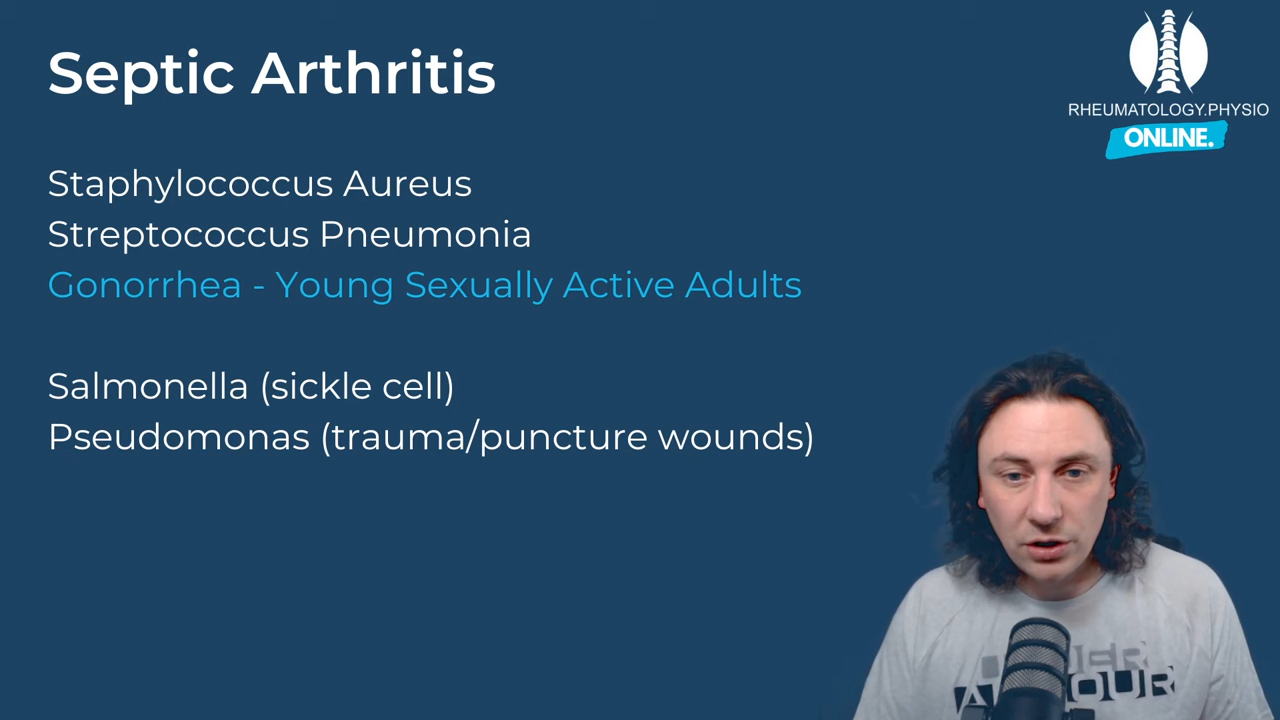 Septic Arthritis
RHEUMATOLOGY.PHYSIO
ONLINE.
Staphylococcus Aureus
Streptococcus Pneumonia
Gonorrhea - Young Sexually Active Adults
Salmonella (sickle cell)
Pseudomonas (trauma/puncture wounds)